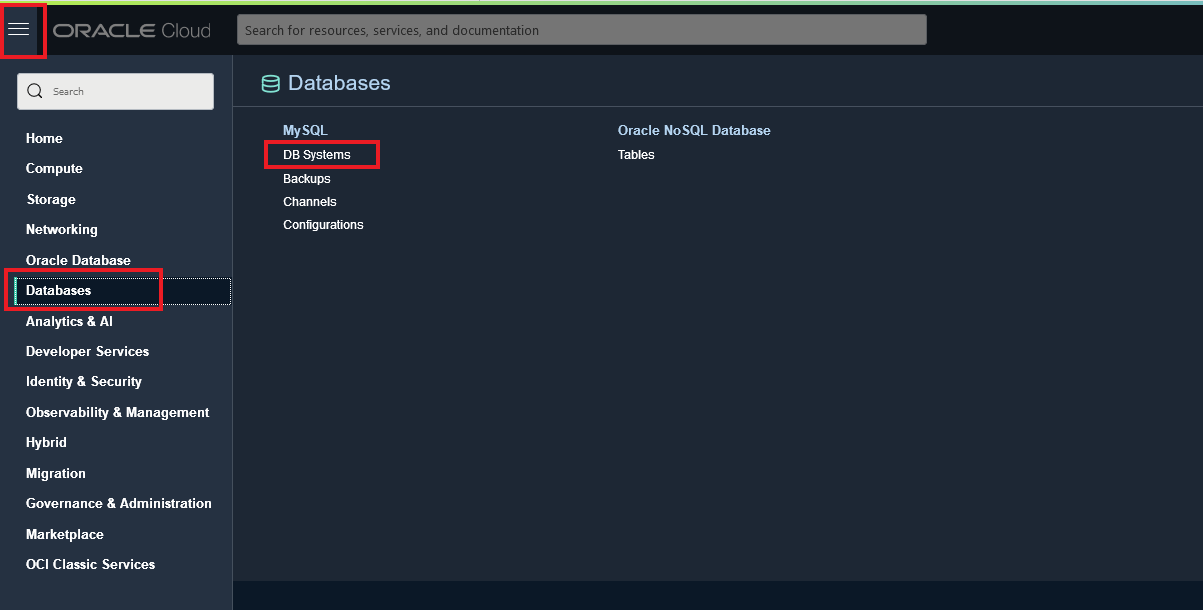 ORACLE Cloud
Search for resources, services, and documentation
Search
Home
Compute
Storage
Networking
Oracle Database
Databases
Analytics & AI
Developer Services
Identity & Security
Observability & Management
Hybrid
Migration
Governance & Administration
Marketplace
OCI Classic Services
Databases
MySQL
DB Systems
Backups
Channels
Configurations
Oracle NoSQL Database
Tables